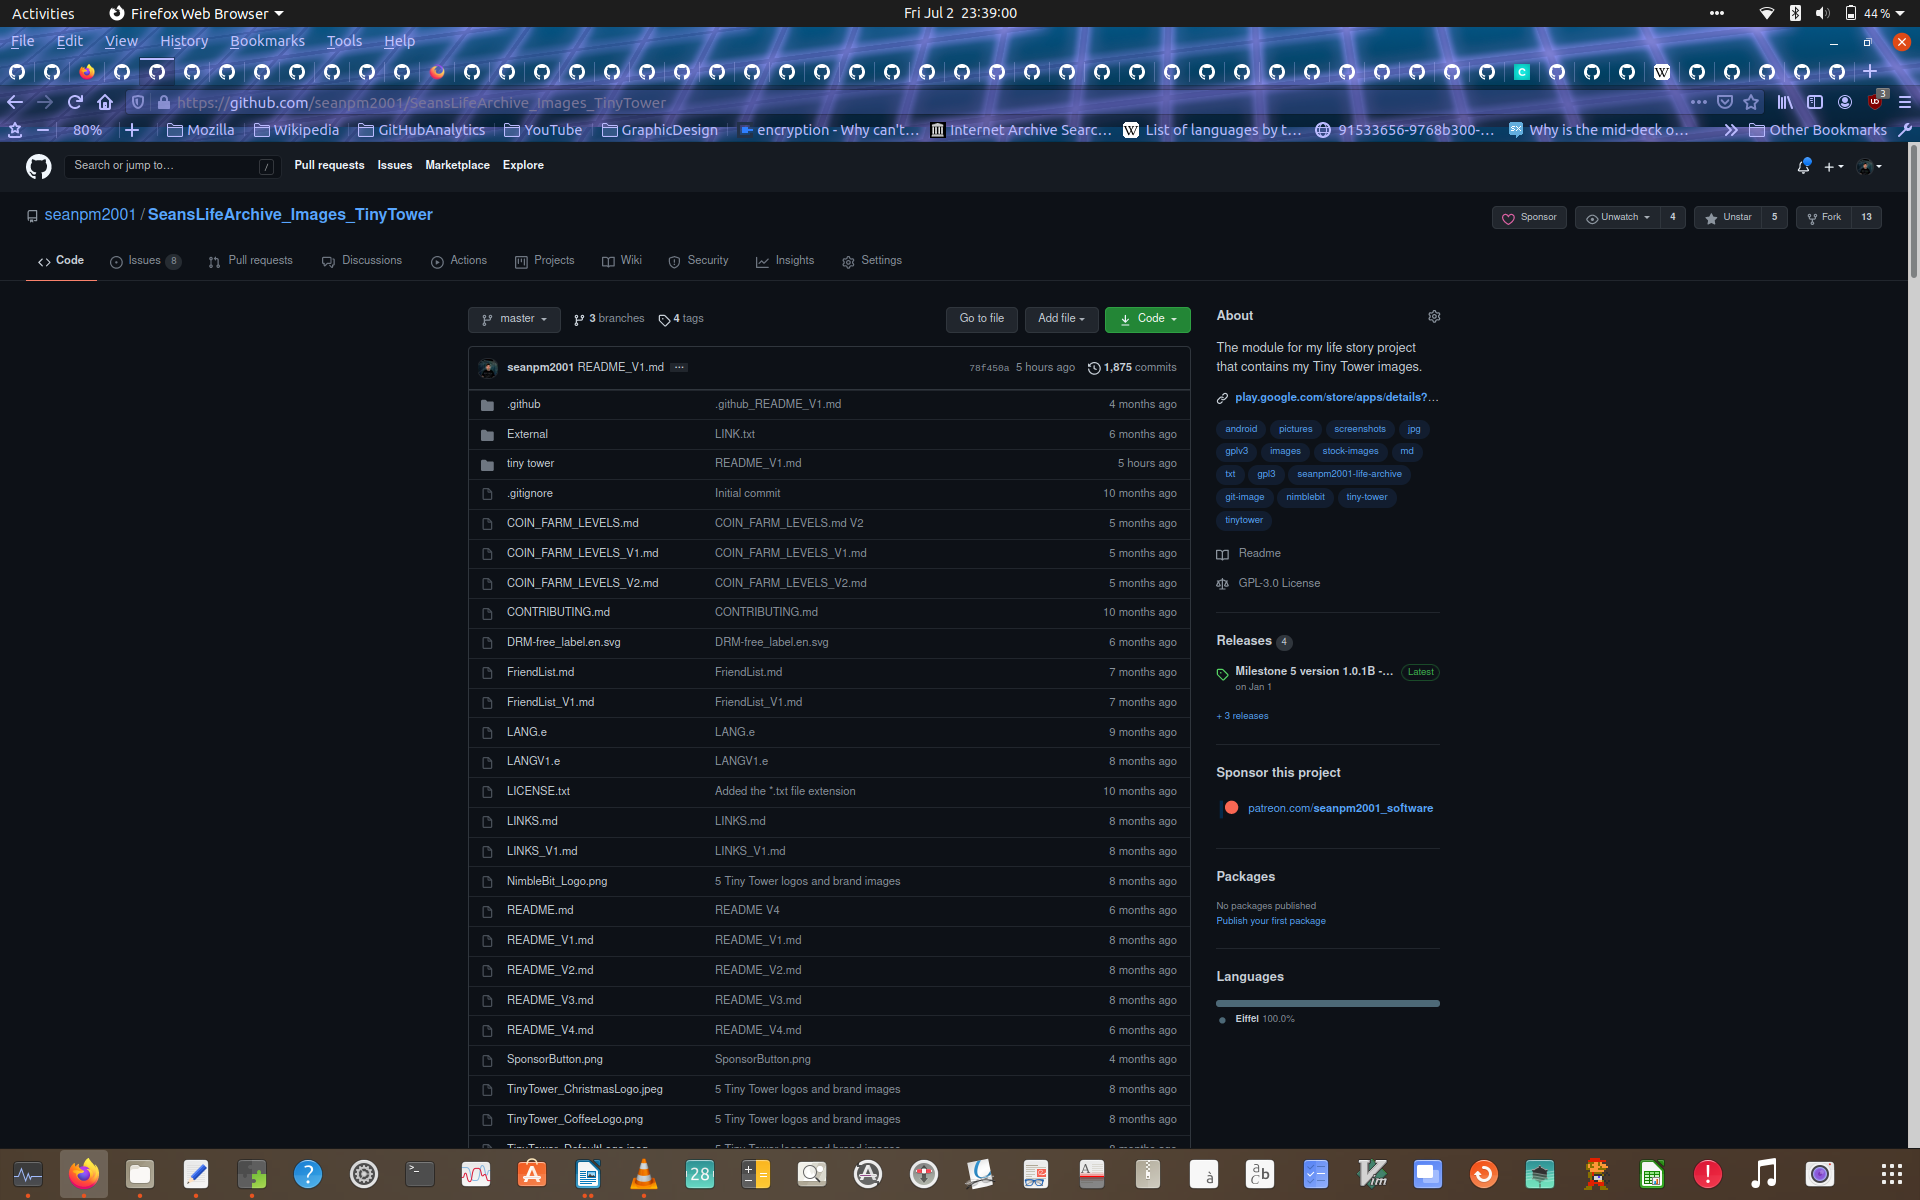 Activities Firefox Web Browser Fri Jul 2 23:39:00 44 %
File Edit View History Bookmarks Tools Help
https://github.com/seanpm2001/SeansLifeArchive_Images_TinyTower 3
80% Mozilla Wikipedia GitHubAnalytics YouTube GraphicDesign encryption - Why can't... Internet Archive Searc... List of languages by t... 91533656-9768b300-... Why is the mid-deck o... Other Bookmarks
Search or jump to... / Pull requests Issues Marketplace Explore
seanpm2001 / SeansLifeArchive_Images_TinyTower Sponsor Unwatch 4 Unstar 5 Fork 13
Code Issues 8 Pull requests Discussions Actions Projects Wiki Security Insights Settings
master 3 branches 4 tags Go to file Add file Code
seanpm2001 README_V1.md ... 78f450a 5 hours ago 1,875 commits
.github .github_README_V1.md 4 months ago
External LINK.txt 6 months ago
tiny tower README_V1.md 5 hours ago
.gitignore Initial commit 10 months ago
COIN_FARM_LEVELS.md COIN_FARM_LEVELS.md V2 5 months ago
COIN_FARM_LEVELS_V1.md COIN_FARM_LEVELS_V1.md 5 months ago
COIN_FARM_LEVELS_V2.md COIN_FARM_LEVELS_V2.md 5 months ago
CONTRIBUTING.md CONTRIBUTING.md 10 months ago
DRM-free_label.en.svg DRM-free_label.en.svg 6 months ago
FriendList.md FriendList.md 7 months ago
FriendList_V1.md FriendList_V1.md 7 months ago
LANG.e LANG.e 9 months ago
LANGV1.e LANGV1.e 8 months ago
LICENSE.txt Added the *.txt file extension 10 months ago
LINKS.md LINKS.md 8 months ago
LINKS_V1.md LINKS_V1.md 8 months ago
NimbleBit_Logo.png 5 Tiny Tower logos and brand images 8 months ago
README.md README V4 6 months ago
README_V1.md README_V1.md 8 months ago
README_V2.md README_V2.md 8 months ago
README_V3.md README_V3.md 8 months ago
README_V4.md README_V4.md 6 months ago
SponsorButton.png SponsorButton.png 4 months ago
TinyTower_ChristmasLogo.jpeg 5 Tiny Tower logos and brand images 8 months ago
TinyTower_CoffeeLogo.png 5 Tiny Tower logos and brand images 8 months ago
About
The module for my life story project
that contains my Tiny Tower images.
play.google.com/store/apps/details?...
android pictures screenshots jpg
gplv3 images stock-images md
txt gpl3 seanpm2001-life-archive
git-image nimblebit tiny-tower
tinytower
Readme
GPL-3.0 License
Releases 4
Milestone 5 version 1.0.1B -... Latest
on Jan 1
+ 3 releases
Sponsor this project
patreon.com/seanpm2001_software
Packages
No packages published
Publish your first package
Languages
Eiffel 100.0%
28